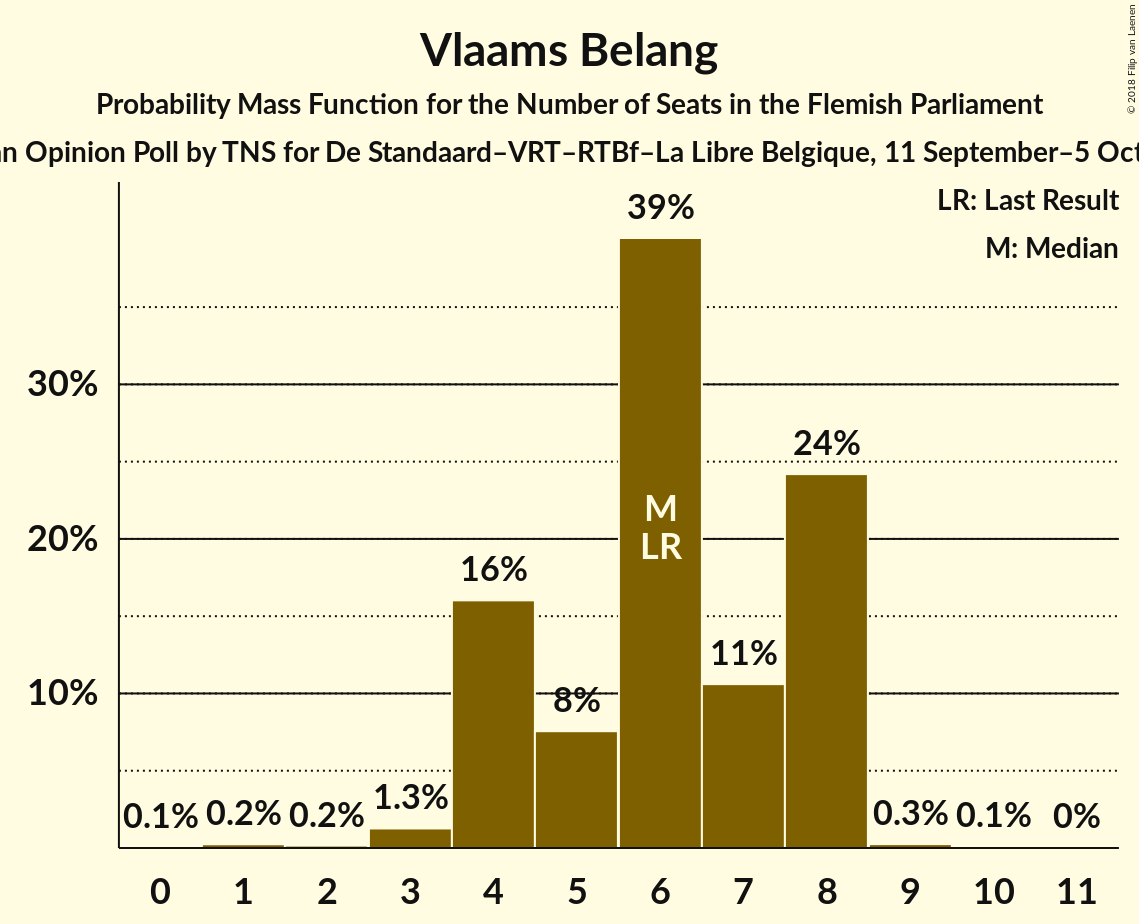 Vlaams Belang
Probability Mass Function for the Number of Seats in the Flemish Parliament
Opinion Poll by TNS for De Standaard–VRT–RTBf–La Libre Belgique, 11 September–5
© 2018 Filip van Laenen
LR: Last Result
M: Median
39%
30%
24%
M
LR
20%
16%
11%
10%
8%
0.1% 0.2% 0.2% 1.3% 0.3% 0.1% 0%
0 1 2 3 4 5 6 7 8 9 10 11